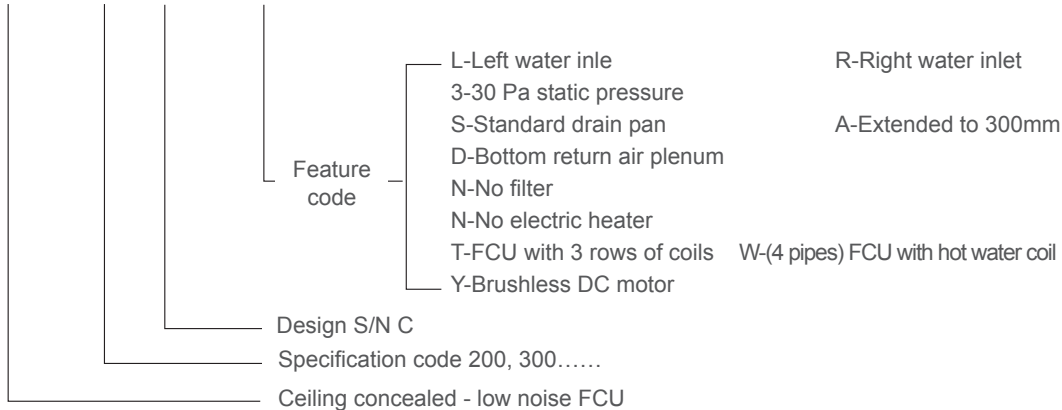 L-Left water inle R-Right water inlet
3-30 Pa static pressure
S-Standard drain pan A-Extended to 300mm
D-Bottom return air plenum
Feature
code
N-No filter
N-No electric heater
T-FCU with 3 rows of coils W-(4 pipes) FCU with hot water coil
Y-Brushless DC motor
Design S/N C
Specification code 200, 300……
Ceiling concealed - low noise FCU